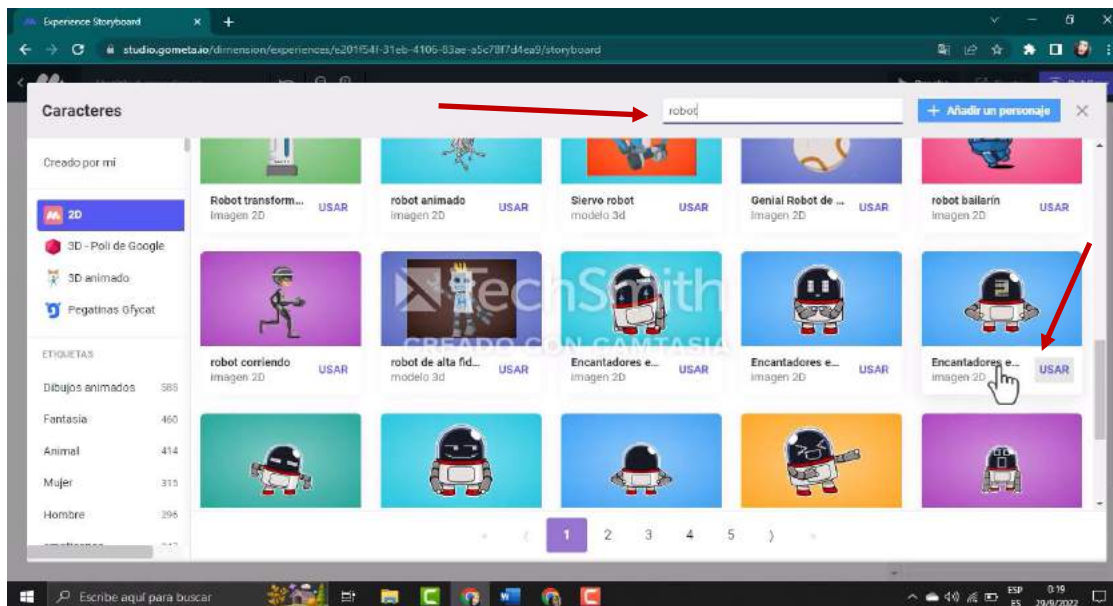 Experience Storyboard
studio.gometa.io/dimension/experiences/e201f54f-31eb-4106-83ae-a5c78f7d4ea9/storyboard
Caracteres
robot
+ Añadir un personaje
Creado por mí
2D
3D - Poli de Google
3D animado
Pegatinas Gfycat
ETIQUETAS
Dibujos animados 585
Fantasía 460
Animal 414
Mujer 315
Hombre 296
Robot transform... USAR
imagen 2D
robot animado USAR
imagen 2D
Siervo robot USAR
modelo 3d
Genial Robot de ... USAR
imagen 2D
robot bailarín USAR
imagen 2D
TechSmith
CREADO CON CAMTASIA
robot corriendo USAR
imagen 2D
robot de alta fid... USAR
modelo 3d
Encantadores e... USAR
imagen 2D
Encantadores e... USAR
imagen 2D
Encantadores e... USAR
imagen 2D
1 2 3 4 5
Escribe aquí para buscar
ESP 0:19
ES 29/9/2022